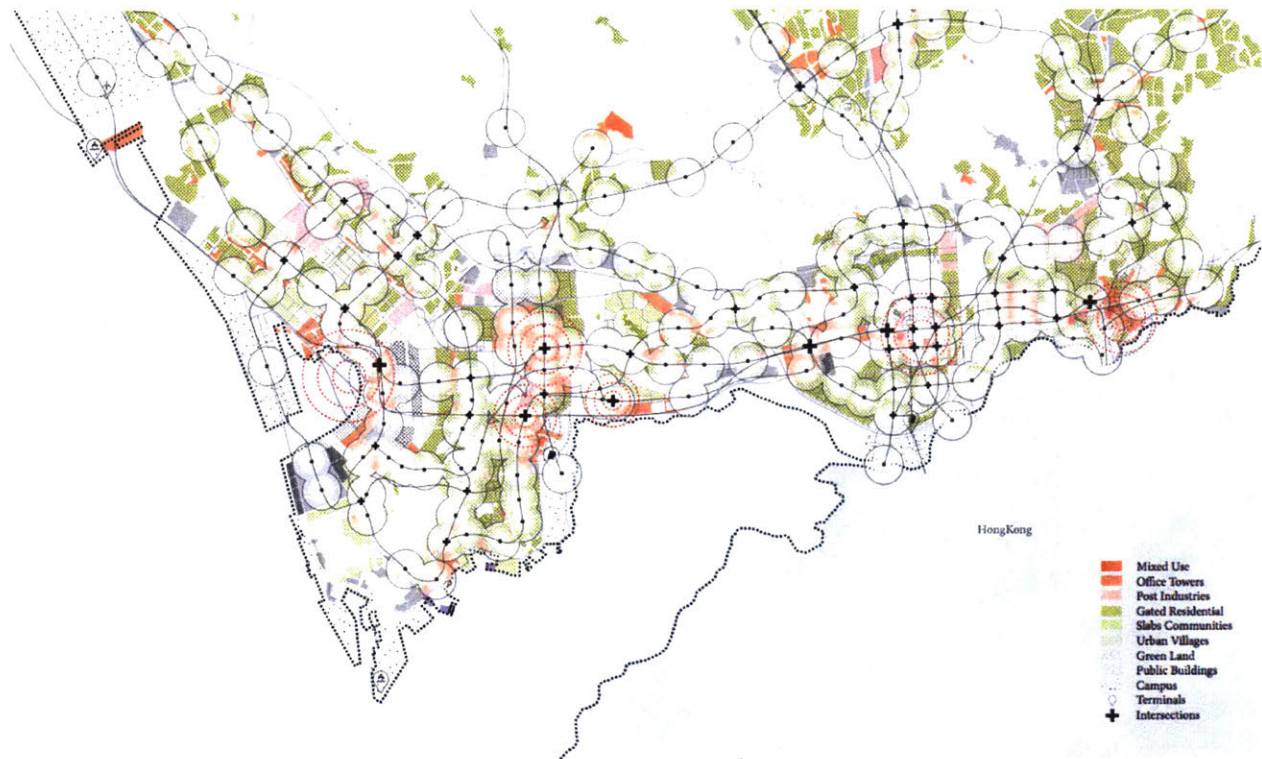 HongKong
Mixed Use
Office Towers
Post Industries
Gated Residential
Slabs Communities
Urban Villages
Green Land
Public Buildings
Campus
Terminals
Intersections